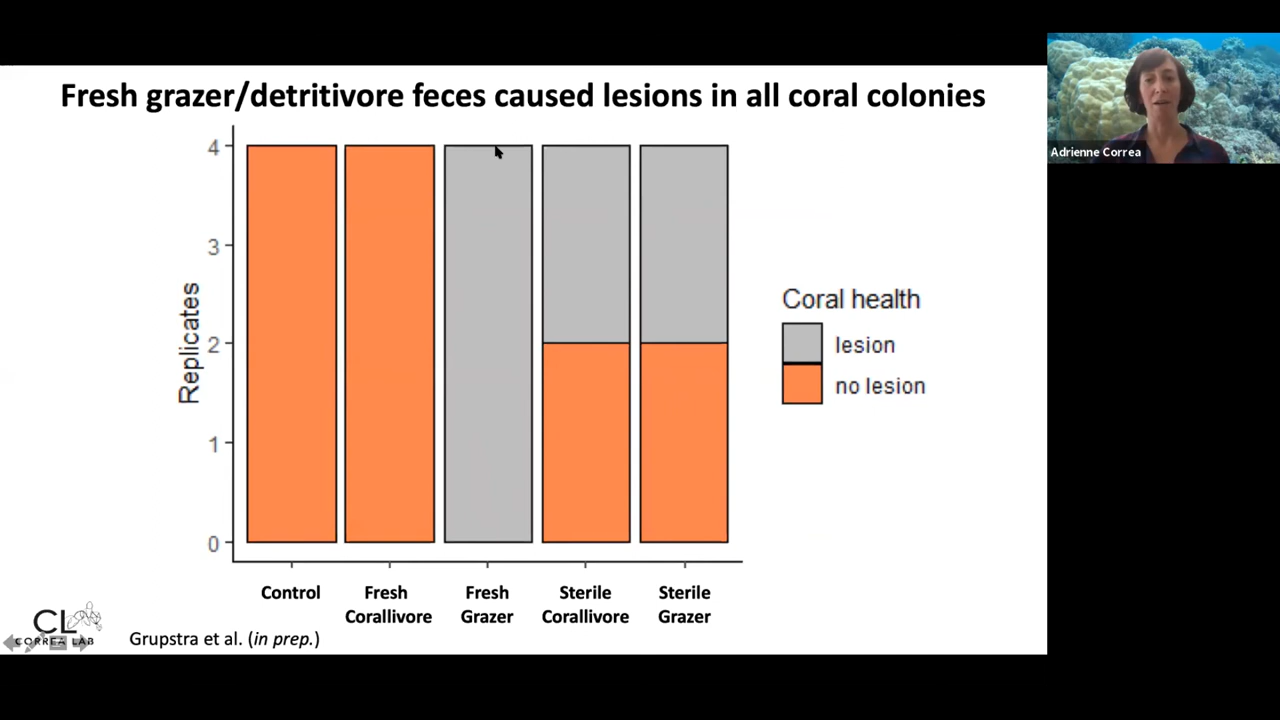 Fresh grazer/detritivore feces caused lesions in all coral colonies
Adrienne Correa
4
3
2
1
0
Replicates
Coral health
lesion
no lesion
Control
Fresh Corallivore
Fresh Grazer
Sterile Corallivore
Sterile Grazer
CL
CORREA LAB
Grupstra et al. (in prep.)